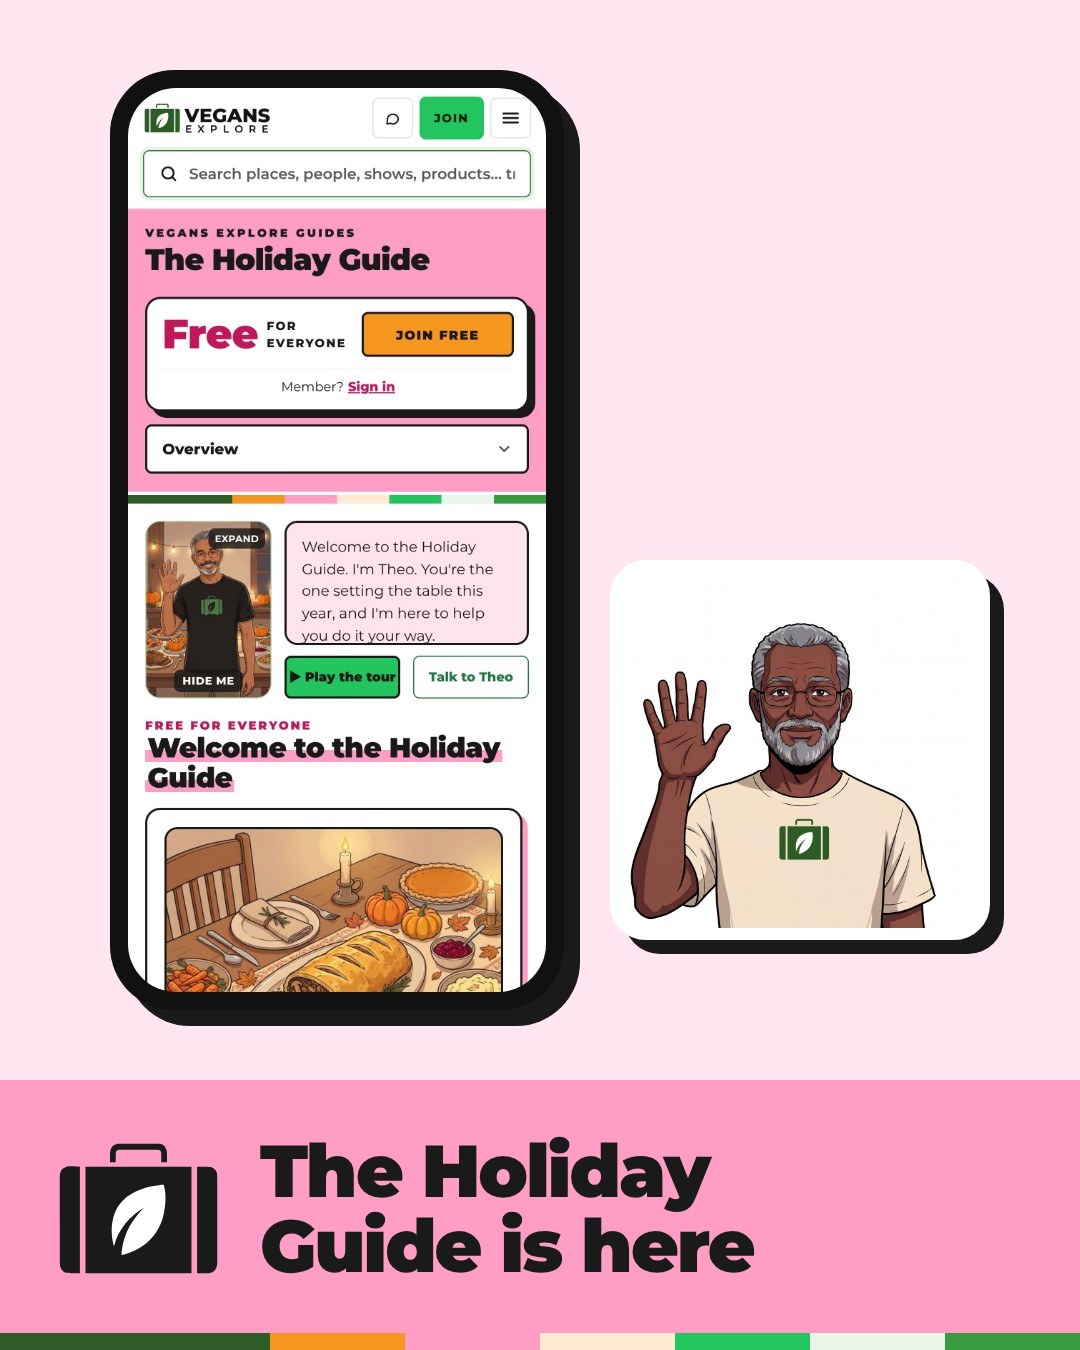 VEGANS
EXPLORE
JOIN
Search places, people, shows, products...
VEGANS EXPLORE GUIDES
The Holiday Guide
Free
FOR
EVERYONE
JOIN FREE
Member? Sign in
Overview
EXPAND
HIDE ME
Welcome to the Holiday
Guide. I'm Theo. You're the
one setting the table this
year, and I'm here to help
you do it your way.
Play the tour
Talk to Theo
FREE FOR EVERYONE
Welcome to the Holiday
Guide
The Holiday
Guide is here